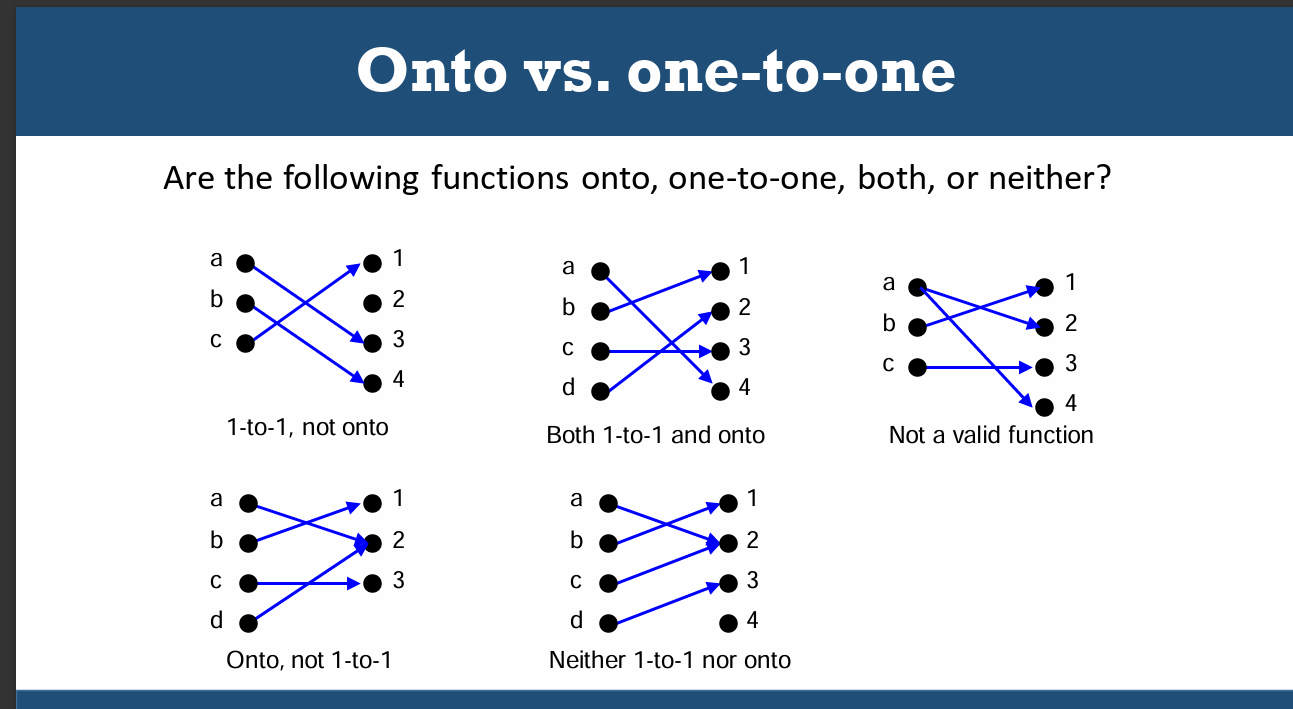 Onto vs. one-to-one
Are the following functions onto, one-to-one, both, or neither?
a
b
c
1
2
3
4
1-to-1, not onto
a
b
c
d
1
2
3
4
Both 1-to-1 and onto
a
b
c
1
2
3
4
Not a valid function
a
b
c
d
1
2
3
Onto, not 1-to-1
a
b
c
d
1
2
3
4
Neither 1-to-1 nor onto